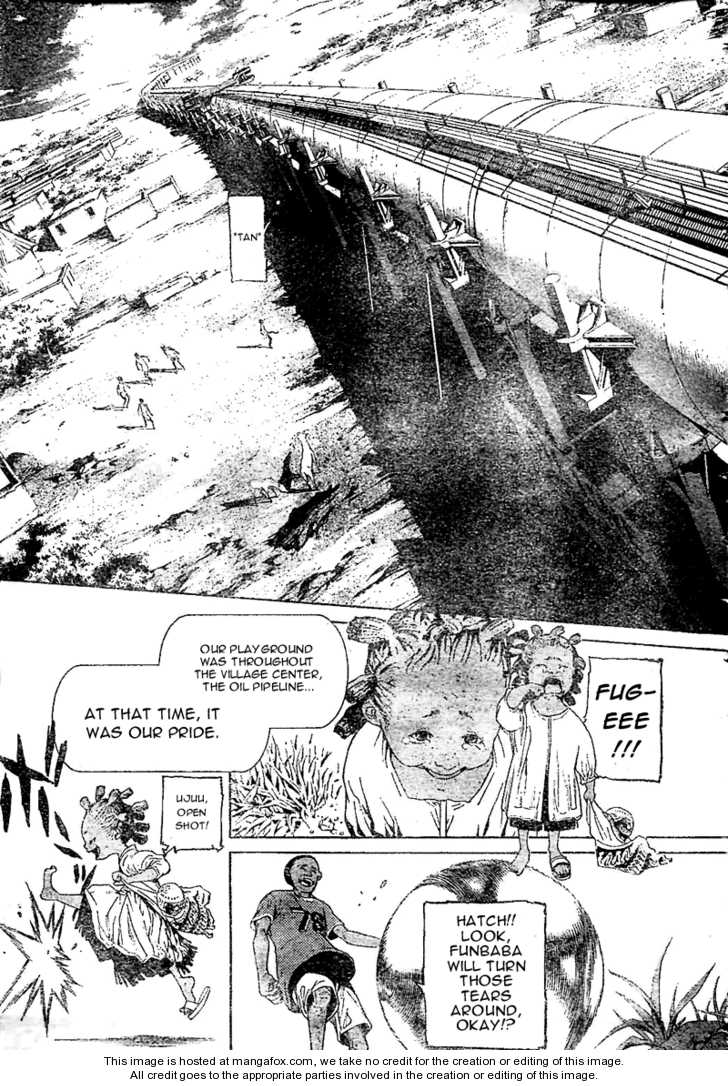 "TAN"
OUR PLAYGROUND
WAS THROUGHOUT
THE VILLAGE CENTER,
THE OIL PIPELINE...
AT THAT TIME, IT
WAS OUR PRIDE.
FUG-
EEE
!!!
UJUU,
OPEN
SHOT!
78
HATCH!!
LOOK,
FUNBABA
WILL TURN
THOSE
TEARS
AROUND,
OKAY!?
This image is hosted at mangafox.com, we take no credit for the creation or editing of this image.
All credit goes to the appropriate parties involved in the creation or editing of this image.